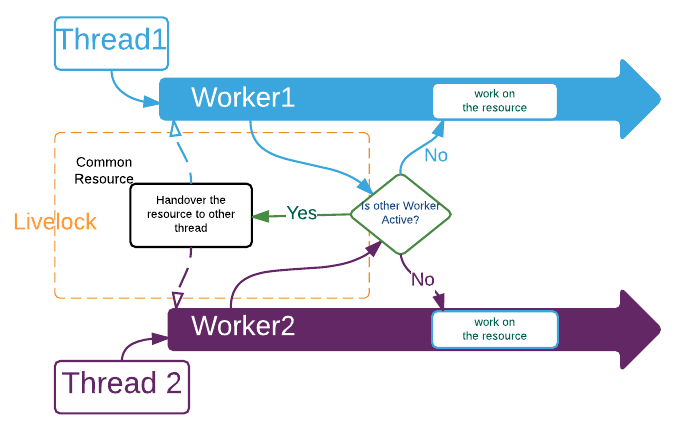 Thread1
Worker1
work on
the resource
Common
Resource
No
Handover the
resource to other
thread
Is other Worker
Active?
Yes
Livelock
No
Worker2
work on
the resource
Thread 2